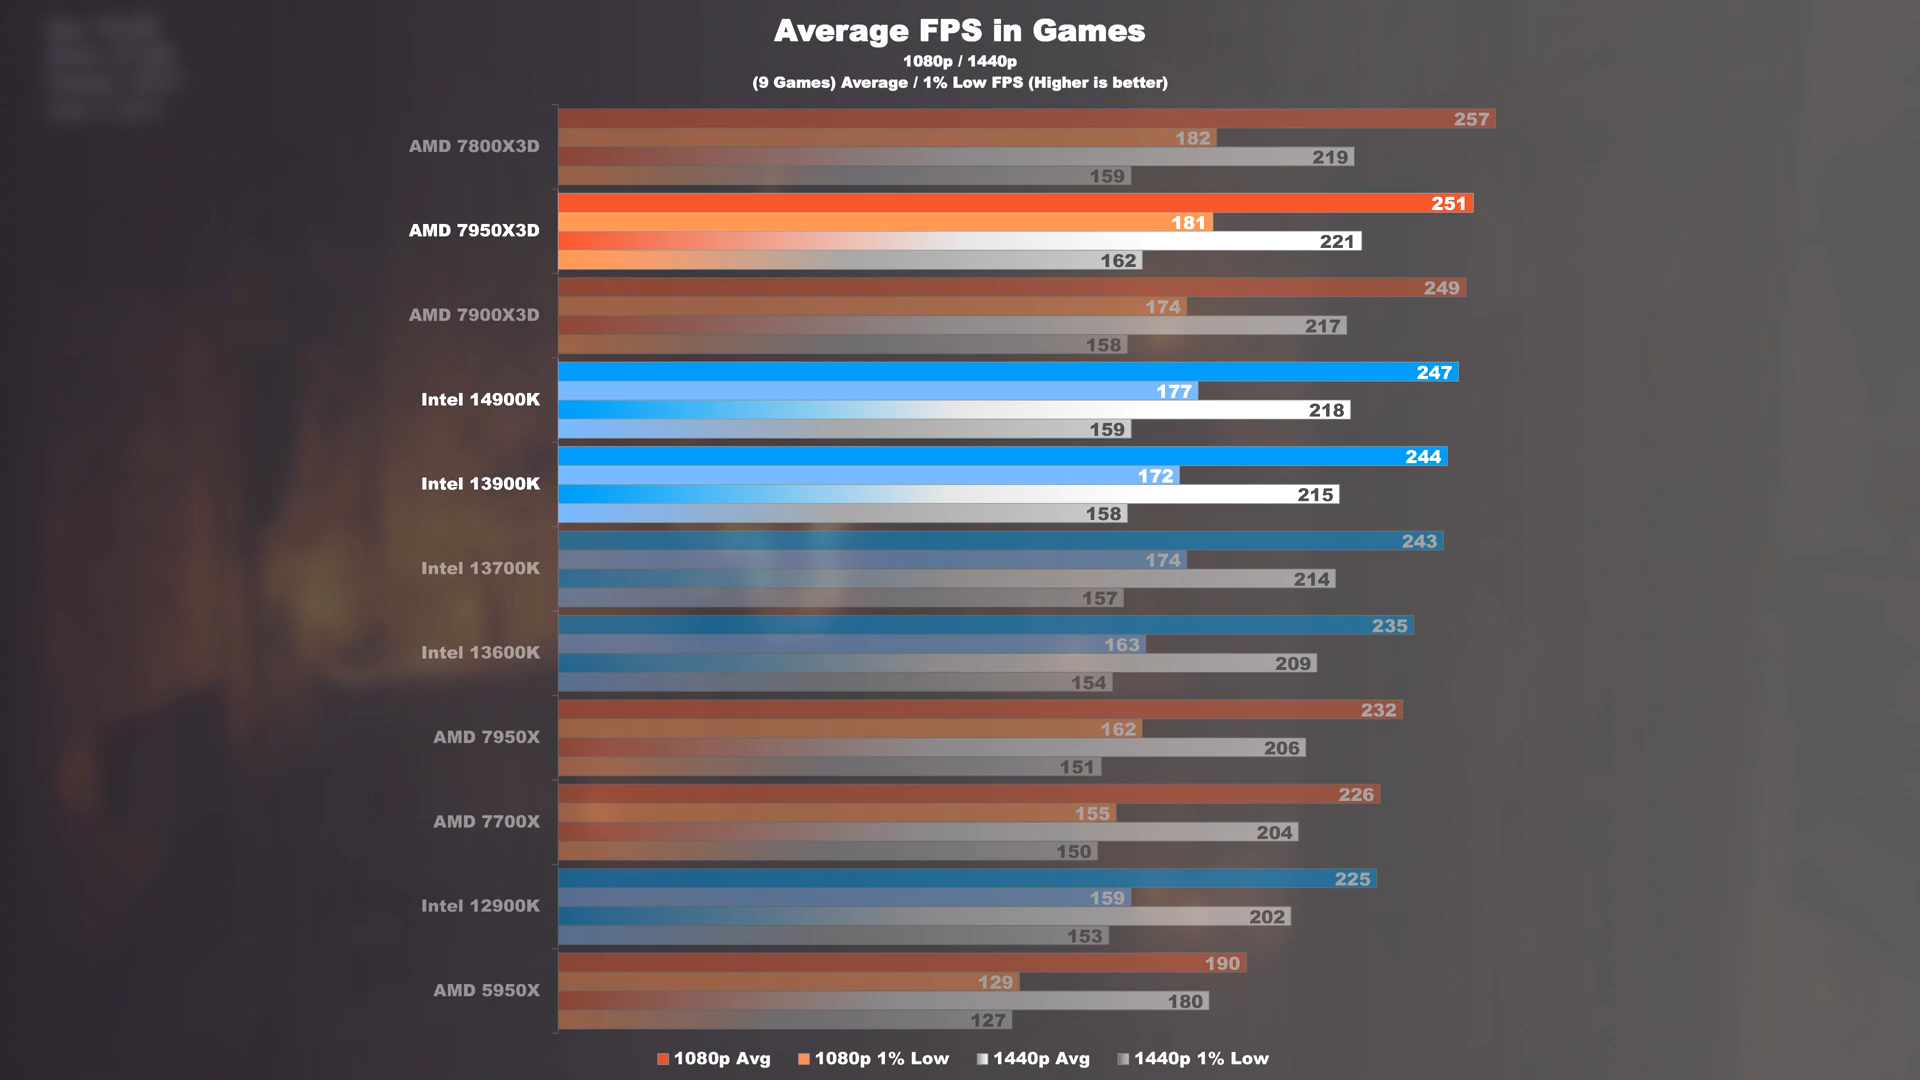 Average FPS in Games
1080p / 1440p
(9 Games) Average / 1% Low FPS (Higher is better)
AMD 7800X3D
257
182
219
159
AMD 7950X3D
251
181
221
162
AMD 7900X3D
249
174
217
158
Intel 14900K
247
177
218
159
Intel 13900K
244
172
215
158
Intel 13700K
243
174
214
157
Intel 13600K
235
163
209
154
AMD 7950X
232
162
206
151
AMD 7700X
226
155
204
150
Intel 12900K
225
159
202
153
AMD 5950X
190
129
180
127
1080p Avg 1080p 1% Low 1440p Avg 1440p 1% Low